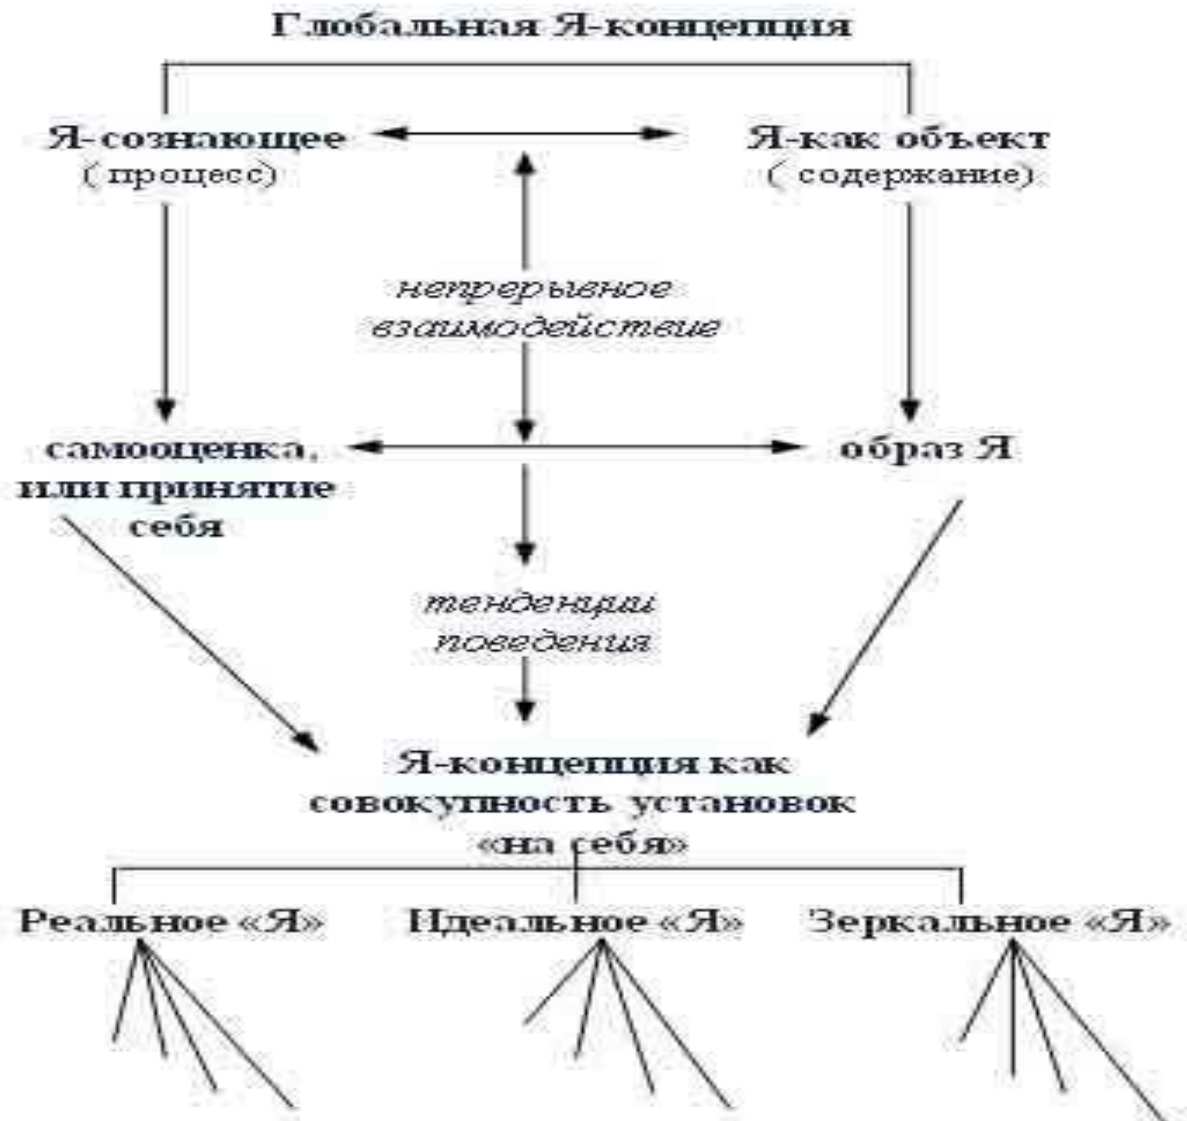 Глобальная Я-концепция
Я-сознающее
( процесс)
Я-как объект
( содержание)
непрерывное
взаимодействие
самооценка,
или принятие
себя
образ Я
тенденции
поведения
Я-концепция как
совокупность установок
«на себя»
Реальное «Я»
Идеальное «Я»
Зеркальное «Я»